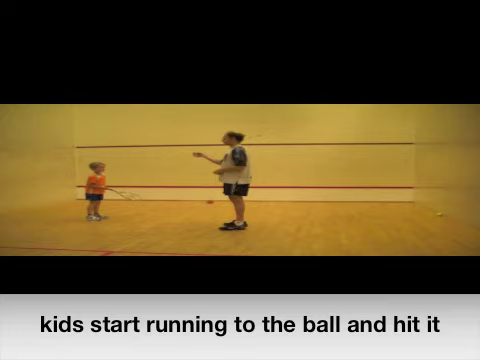 kids start running to the ball and hit it